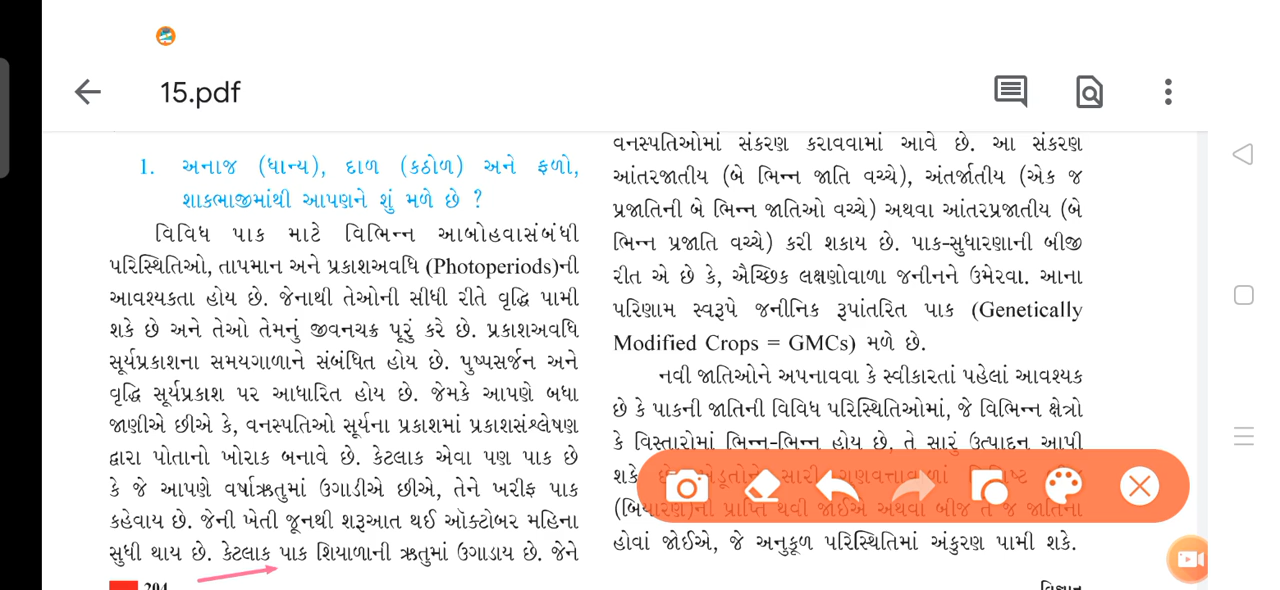 15.pdf
1. અનાજ (ધાન્ય), દાળ (કઠોળ) અને ફળો,
શાકભાજીમાંથી આપણને શું મળે છે ?
વિવિધ પાક માટે વિભિન્ન આબોહવાસંબંધી
પરિસ્થિતિઓ, તાપમાન અને પ્રકાશઅવધિ (Photoperiods)ની
આવશ્યકતા હોય છે. જેનાથી તેઓની સીધી રીતે વૃદ્ધિ પામી
શકે છે અને તેઓ તેમનું જીવનચક્ર પૂરું કરે છે. પ્રકાશઅવધિ
સૂર્યપ્રકાશના સમયગાળાને સંબંધિત હોય છે. પુષ્પસર્જન અને
વૃદ્ધિ સૂર્યપ્રકાશ પર આધારિત હોય છે. જેમકે આપણે બધા
જાણીએ છીએ કે, વનસ્પતિઓ સૂર્યના પ્રકાશમાં પ્રકાશસંશ્લેષણ
દ્વારા પોતાનો ખોરાક બનાવે છે. કેટલાક એવા પણ પાક છે
કે જે આપણે વર્ષાઋતુમાં ઉગાડીએ છીએ, તેને ખરીફ પાક
કહેવાય છે. જેની ખેતી જૂનથી શરૂઆત થઈ ઑક્ટોબર મહિના
સુધી થાય છે. કેટલાક પાક શિયાળાની ઋતુમાં ઉગાડાય છે. જેને
204
વનસ્પતિઓમાં સંકરણ કરાવવામાં આવે છે. આ સંકરણ
આંતરજાતીય (બે ભિન્ન જાતિ વચ્ચે), અંતર્જાતીય (એક જ
પ્રજાતિની બે ભિન્ન જાતિઓ વચ્ચે) અથવા આંતરપ્રજાતીય (બે
ભિન્ન પ્રજાતિ વચ્ચે) કરી શકાય છે. પાક-સુધારણાની બીજી
રીત એ છે કે, ઐચ્છિક લક્ષણોવાળા જનીનને ઉમેરવા. આના
પરિણામ સ્વરૂપે જનીનિક રૂપાંતરિત પાક (Genetically
Modified Crops = GMCs) મળે છે.
નવી જાતિઓને અપનાવવા કે સ્વીકારતાં પહેલાં આવશ્યક
છે કે પાકની જાતિની વિવિધ પરિસ્થિતિઓમાં, જે વિભિન્ન ક્ષેત્રો
કે વિસ્તારોમાં ભિન્ન-ભિન્ન હોય છે, તે સારું ઉત્પાદન આપી
શકે
(બિયારણ)ની પ્રાપ્તિ થવી જોઈએ અથવા બીજ તે જ જાતિના
હોવાં જોઈએ, જે અનુકૂળ પરિસ્થિતિમાં અંકુરણ પામી શકે.
વિજ્ઞાન